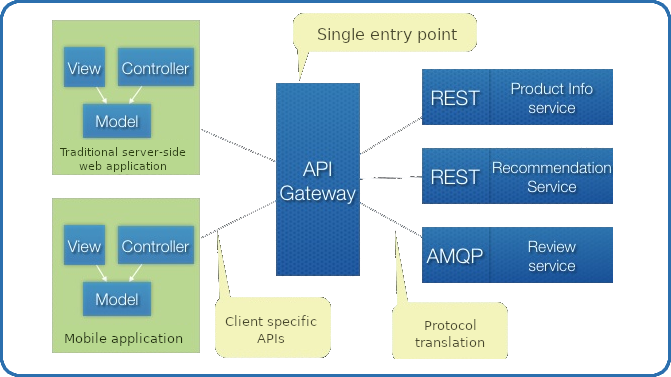 Single entry point
View
Controller
Model
Traditional server-side
web application
View
Controller
Model
Mobile application
API
Gateway
REST
Product Info
service
REST
Recommendation
Service
AMQP
Review
service
Client specific
APIs
Protocol
translation